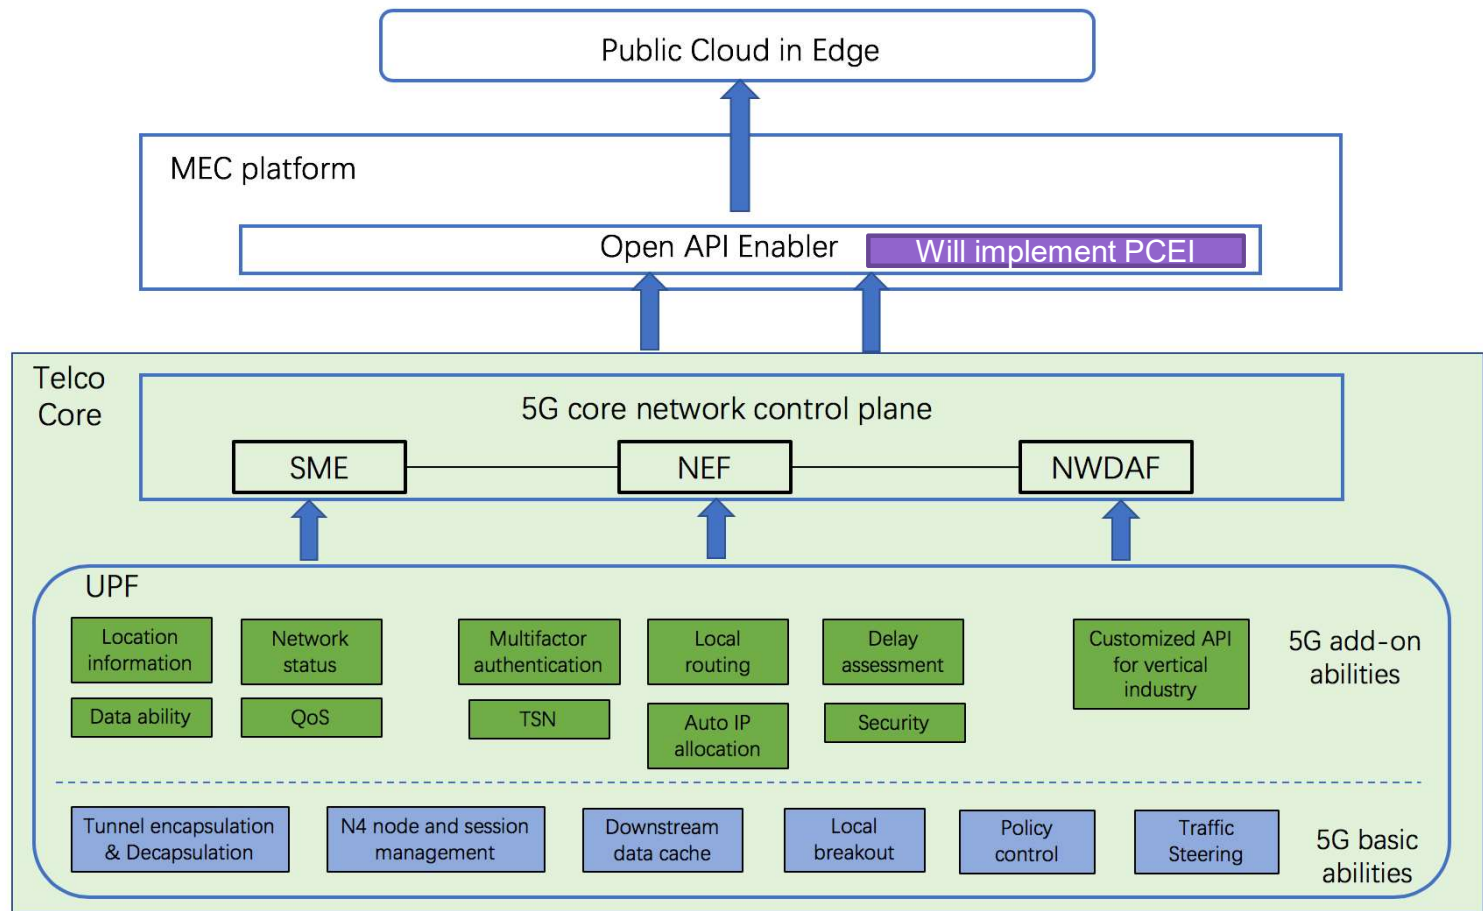 Public Cloud in Edge
MEC platform
Open API Enabler
Will implement PCEI
Telco
Core
5G core network control plane
SME
NEF
NWDAF
UPF
Location
information
Network
status
Multifactor
authentication
Local
routing
Delay
assessment
Customized API
for vertical
industry
5G add-on
abilities
Data ability
QoS
TSN
Auto IP
allocation
Security
Tunnel encapsulation
& Decapsulation
N4 node and session
management
Downstream
data cache
Local
breakout
Policy
control
Traffic
Steering
5G basic
abilities